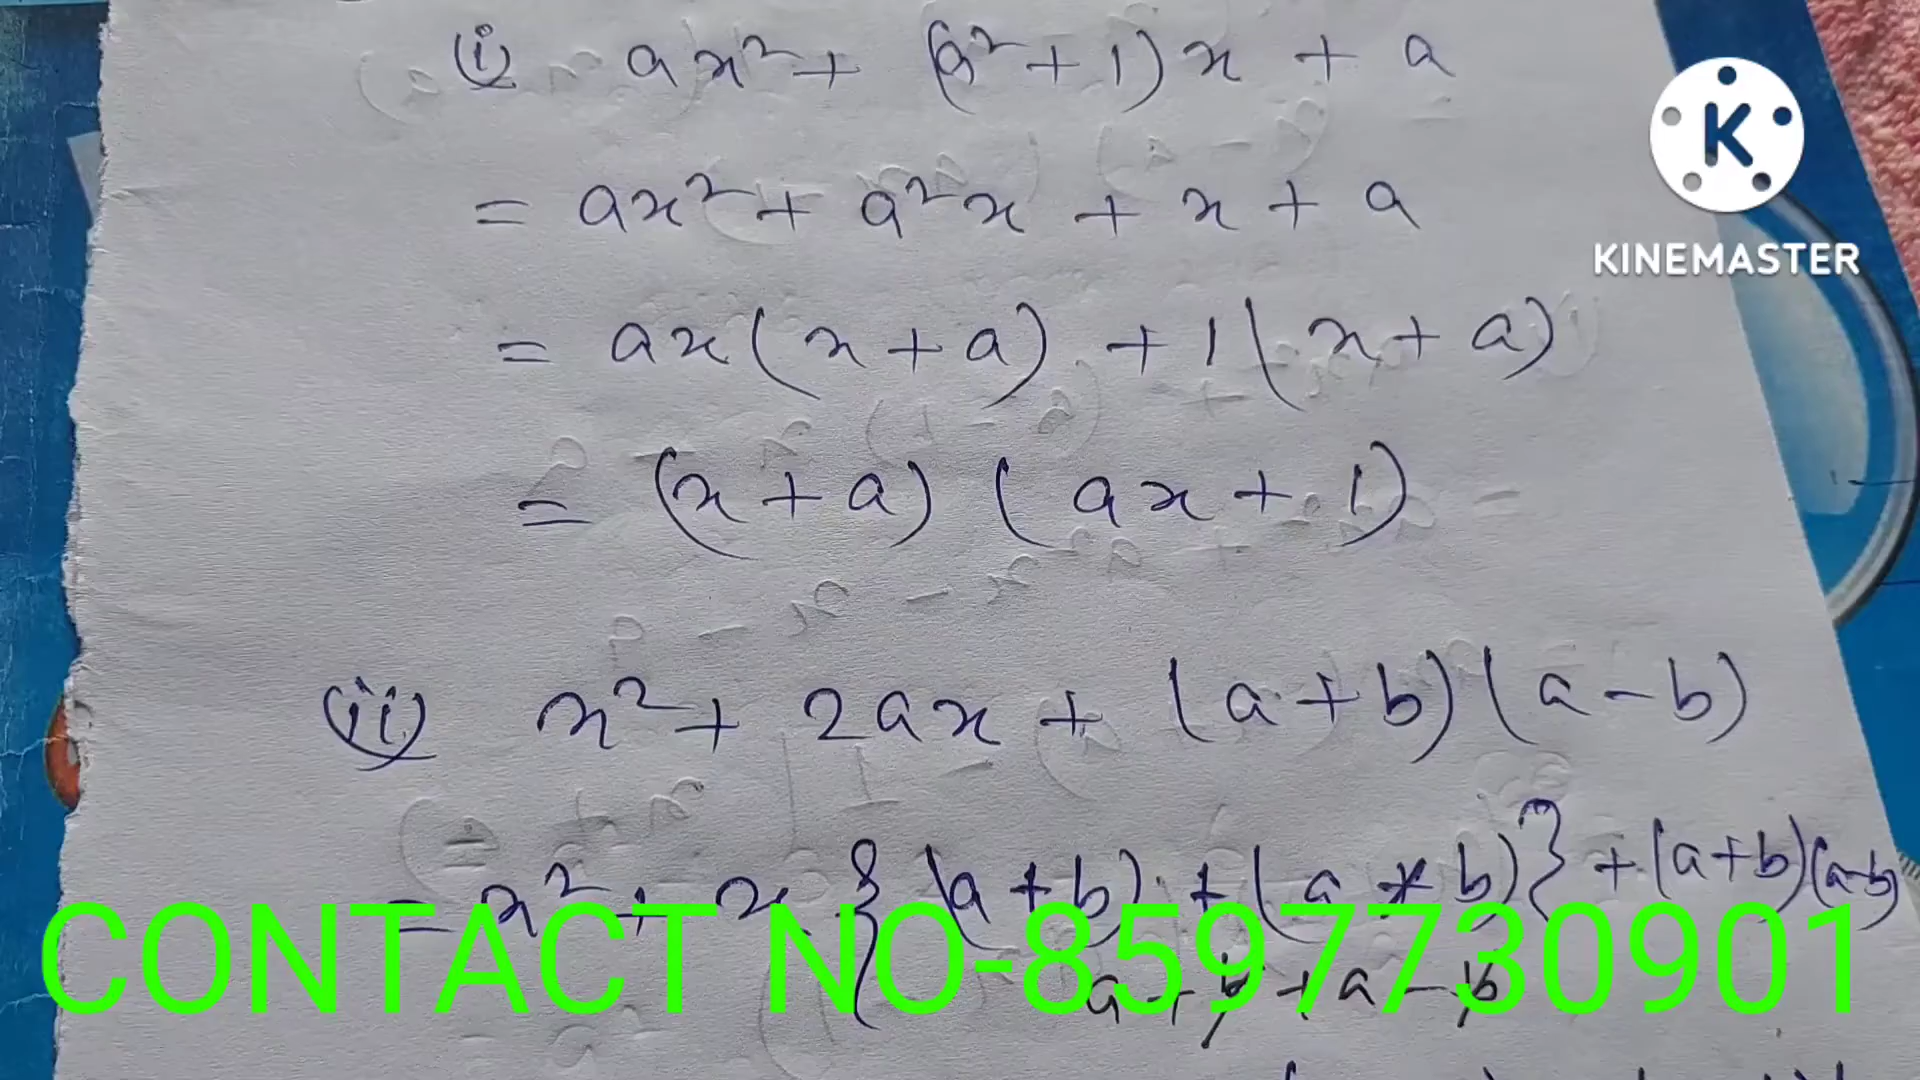 (i) ax² + (a²+1)x + a
= ax² + a²x + x + a
= ax(x+a) + 1(x+a)
= (x+a)(ax+1)
(ii) x² + 2ax + (a+b)(a-b)
= x² + x{(a+b) + (a-b)} + (a+b)(a-b)
a+b+a-b
K
KINEMASTER
CONTACT NO-8597730901